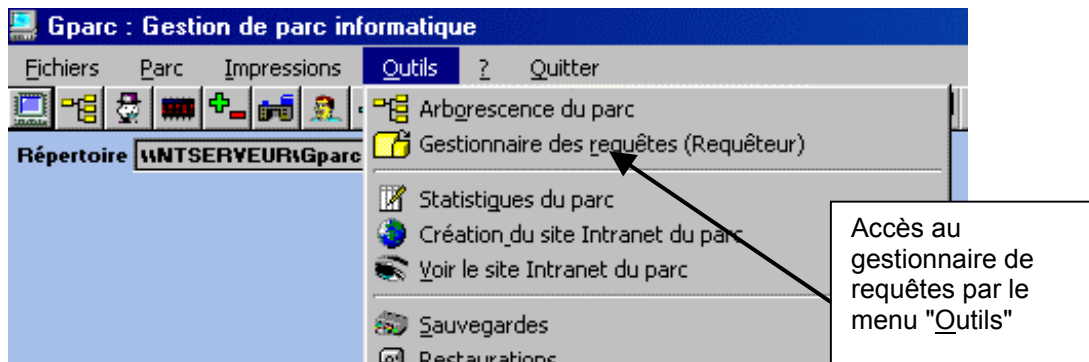 Gparc : Gestion de parc informatique
Fichiers Parc Impressions Outils ? Quitter
Arborescence du parc
Répertoire \\NTSERVEUR\Gparc
Gestionnaire des requêtes (Requêteur)
Statistiques du parc
Création du site Intranet du parc
Voir le site Intranet du parc
Sauvegardes
Restaurations
Accès au
gestionnaire de
requêtes par le
menu "Outils"